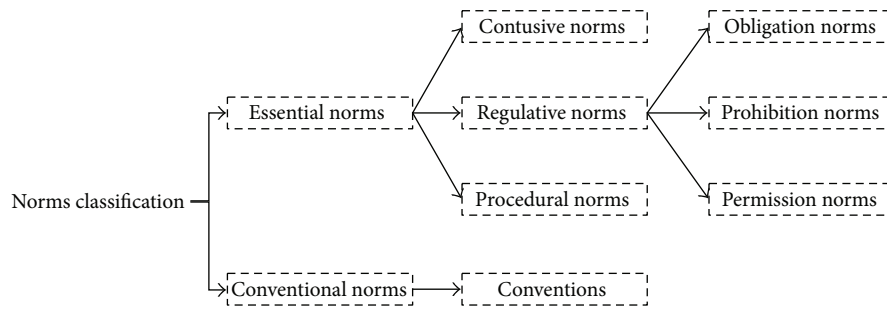 Contusive norms
Obligation norms
Essential norms
Regulative norms
Prohibition norms
Norms classification
Procedural norms
Permission norms
Conventional norms
Conventions